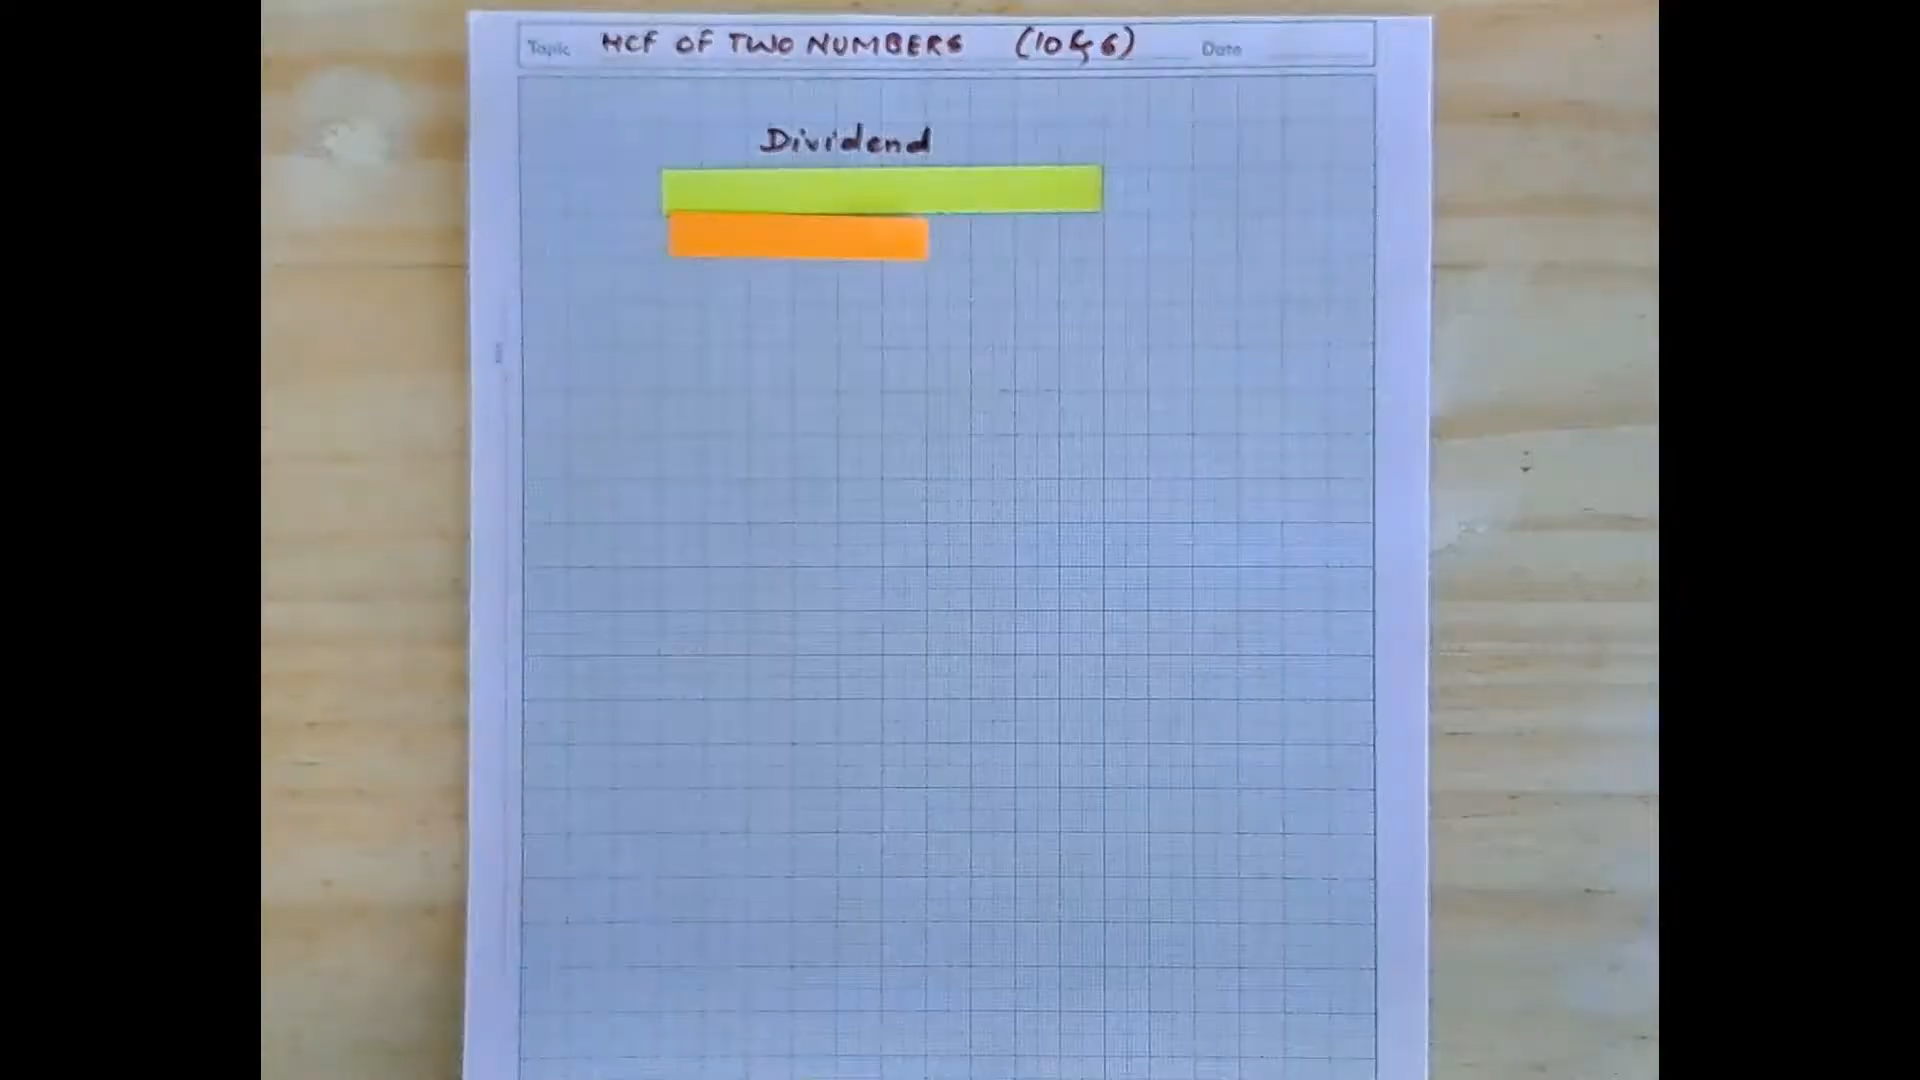 Topic HCF OF TWO NUMBERS (10 & 6) Date
Dividend